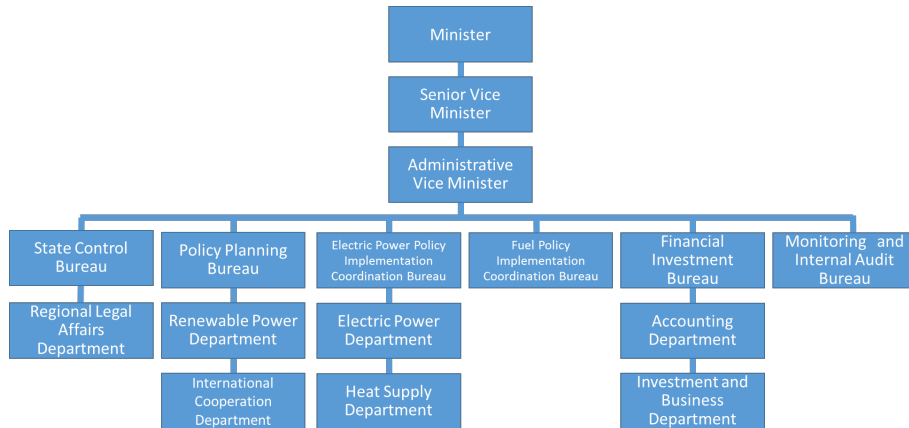 Minister
Senior Vice
Minister
Administrative
Vice Minister
State Control
Bureau
Policy Planning
Bureau
Electric Power Policy
Implementation
Coordination Bureau
Fuel Policy
Implementation
Coordination Bureau
Financial
Investment
Bureau
Monitoring and
Internal Audit
Bureau
Regional Legal
Affairs
Department
Renewable Power
Department
Electric Power
Department
Accounting
Department
International
Cooperation
Department
Heat Supply
Department
Investment and
Business
Department